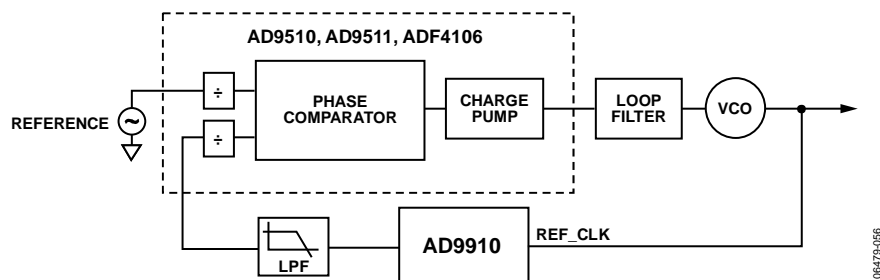 AD9510, AD9511, ADF4106
REFERENCE
~
÷
÷
PHASE
COMPARATOR
CHARGE
PUMP
LOOP
FILTER
VCO
LPF
AD9910
REF_CLK
06479-056